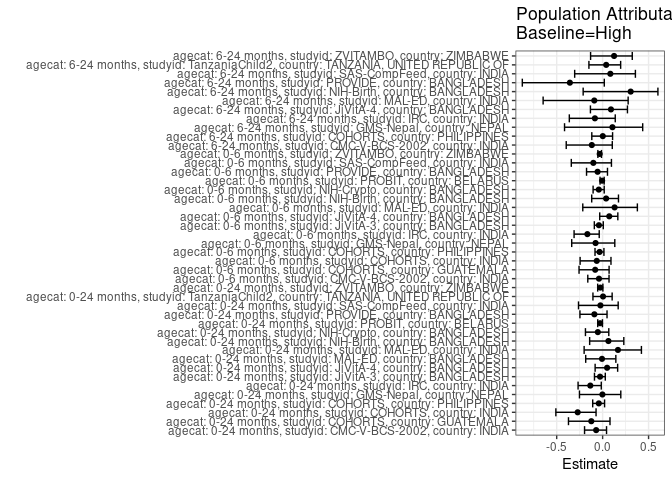 Population Attributa
Baseline=High
agecat: 6-24 months, studyid: ZVITAMBO, country: ZIMBABWE
agecat: 6-24 months, studyid: TanzaniaChild2, country: TANZANIA, UNITED REPUBLIC OF
agecat: 6-24 months, studyid: SAS-CompFeed, country: INDIA
agecat: 6-24 months, studyid: PROVIDE, country: BANGLADESH
agecat: 6-24 months, studyid: NIH-Birth, country: BANGLADESH
agecat: 6-24 months, studyid: MAL-ED, country: INDIA
agecat: 6-24 months, studyid: JiVitA-4, country: BANGLADESH
agecat: 6-24 months, studyid: IRC, country: INDIA
agecat: 6-24 months, studyid: GMS-Nepal, country: NEPAL
agecat: 6-24 months, studyid: COHORTS, country: PHILIPPINES
agecat: 6-24 months, studyid: CMC-V-BCS-2002, country: INDIA
agecat: 0-6 months, studyid: ZVITAMBO, country: ZIMBABWE
agecat: 0-6 months, studyid: SAS-CompFeed, country: INDIA
agecat: 0-6 months, studyid: PROVIDE, country: BANGLADESH
agecat: 0-6 months, studyid: PROBIT, country: BELARUS
agecat: 0-6 months, studyid: NIH-Crypto, country: BANGLADESH
agecat: 0-6 months, studyid: NIH-Birth, country: BANGLADESH
agecat: 0-6 months, studyid: MAL-ED, country: INDIA
agecat: 0-6 months, studyid: JiVitA-4, country: BANGLADESH
agecat: 0-6 months, studyid: JiVitA-3, country: BANGLADESH
agecat: 0-6 months, studyid: IRC, country: INDIA
agecat: 0-6 months, studyid: GMS-Nepal, country: NEPAL
agecat: 0-6 months, studyid: COHORTS, country: PHILIPPINES
agecat: 0-6 months, studyid: COHORTS, country: INDIA
agecat: 0-6 months, studyid: COHORTS, country: GUATEMALA
agecat: 0-6 months, studyid: CMC-V-BCS-2002, country: INDIA
agecat: 0-24 months, studyid: ZVITAMBO, country: ZIMBABWE
agecat: 0-24 months, studyid: TanzaniaChild2, country: TANZANIA, UNITED REPUBLIC OF
agecat: 0-24 months, studyid: SAS-CompFeed, country: INDIA
agecat: 0-24 months, studyid: PROVIDE, country: BANGLADESH
agecat: 0-24 months, studyid: PROBIT, country: BELARUS
agecat: 0-24 months, studyid: NIH-Crypto, country: BANGLADESH
agecat: 0-24 months, studyid: NIH-Birth, country: BANGLADESH
agecat: 0-24 months, studyid: MAL-ED, country: INDIA
agecat: 0-24 months, studyid: MAL-ED, country: BANGLADESH
agecat: 0-24 months, studyid: JiVitA-4, country: BANGLADESH
agecat: 0-24 months, studyid: JiVitA-3, country: BANGLADESH
agecat: 0-24 months, studyid: IRC, country: INDIA
agecat: 0-24 months, studyid: GMS-Nepal, country: NEPAL
agecat: 0-24 months, studyid: COHORTS, country: PHILIPPINES
agecat: 0-24 months, studyid: COHORTS, country: INDIA
agecat: 0-24 months, studyid: COHORTS, country: GUATEMALA
agecat: 0-24 months, studyid: CMC-V-BCS-2002, country: INDIA
-0.5 0.0 0.5
Estimate